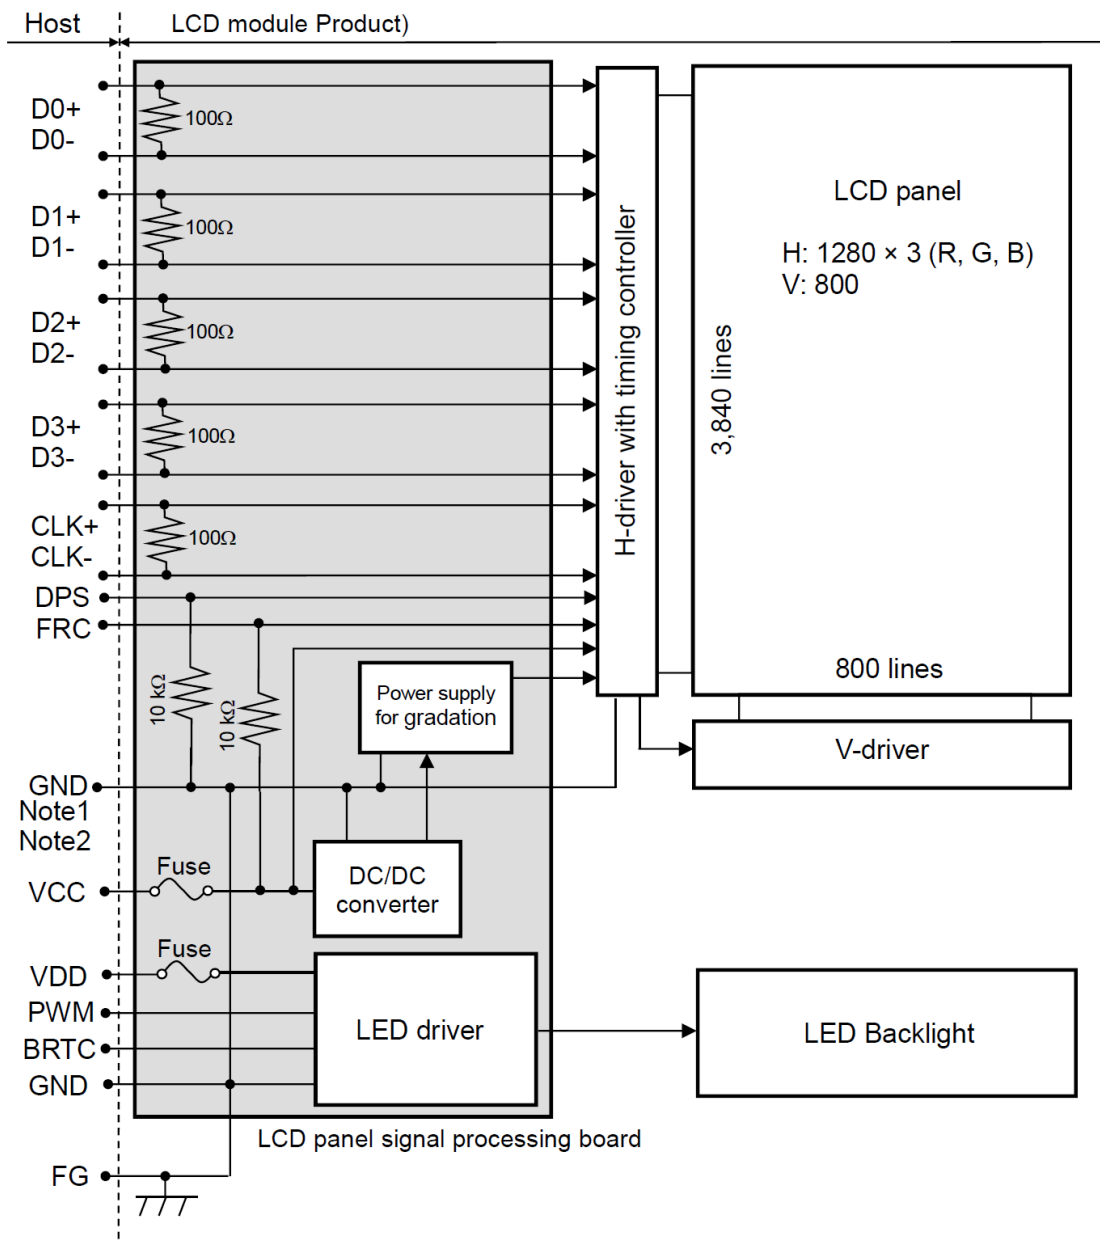 Host
LCD module Product)
D0+
D0-
100Ω
D1+
D1-
100Ω
D2+
D2-
100Ω
D3+
D3-
100Ω
CLK+
CLK-
100Ω
DPS
FRC
10 kΩ
10 kΩ
Power supply
for gradation
H-driver with timing controller
LCD panel
H: 1280 × 3 (R, G, B)
V: 800
3,840 lines
800 lines
V-driver
GND
Note1
Note2
Fuse
VCC
DC/DC
converter
Fuse
VDD
PWM
BRTC
GND
LED driver
LED Backlight
LCD panel signal processing board
FG